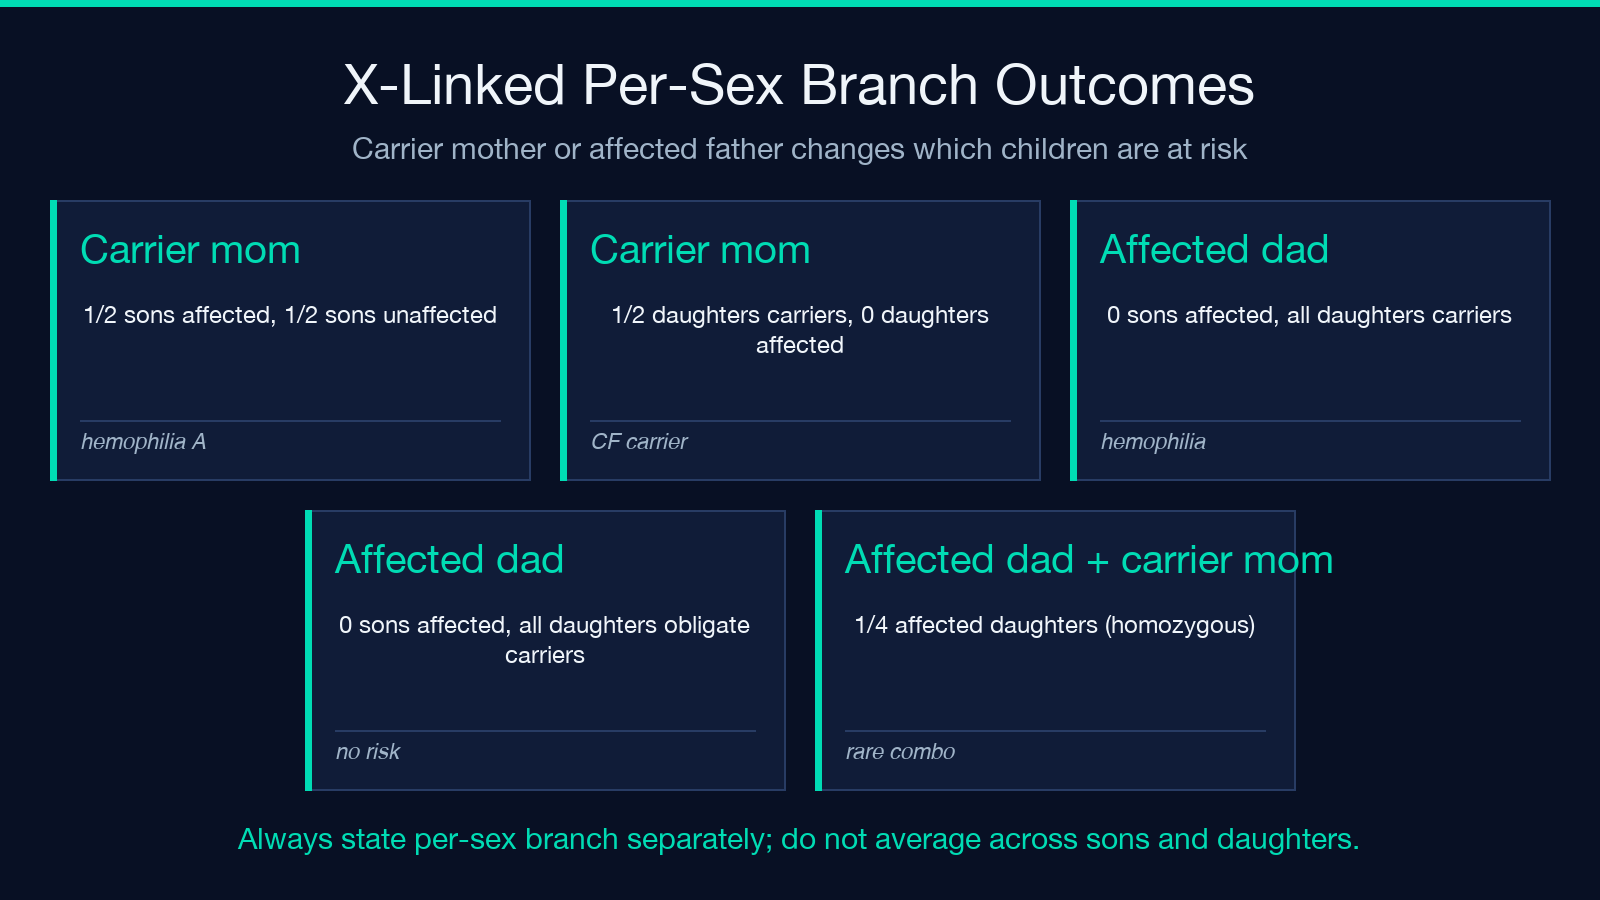 X-Linked Per-Sex Branch Outcomes
Carrier mother or affected father changes which children are at risk
Carrier mom
1/2 sons affected, 1/2 sons unaffected
hemophilia A
Carrier mom
1/2 daughters carriers, 0 daughters
affected
CF carrier
Affected dad
0 sons affected, all daughters carriers
hemophilia
Affected dad
0 sons affected, all daughters obligate
carriers
no risk
Affected dad + carrier mom
1/4 affected daughters (homozygous)
rare combo
Always state per-sex branch separately; do not average across sons and daughters.